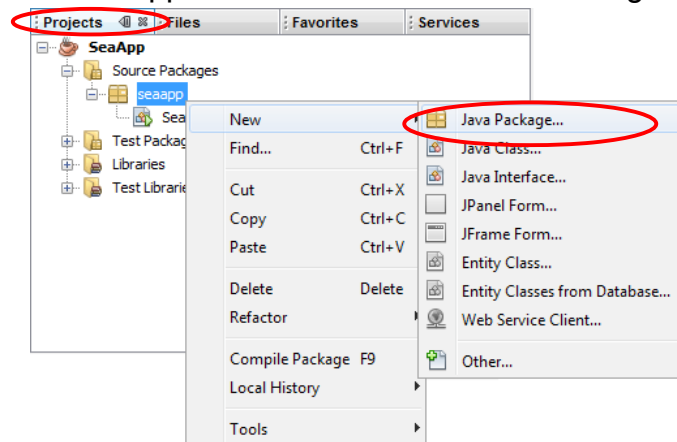 Projects Files Favorites Services
SeaApp
Source Packages
seaapp
Sea
Test Packag
Libraries
Test Librarie
New
Find... Ctrl+F
Cut Ctrl+X
Copy Ctrl+C
Paste Ctrl+V
Delete Delete
Refactor
Compile Package F9
Local History
Tools
Java Package...
Java Class...
Java Interface...
JPanel Form...
JFrame Form...
Entity Class...
Entity Classes from Database...
Web Service Client...
Other...